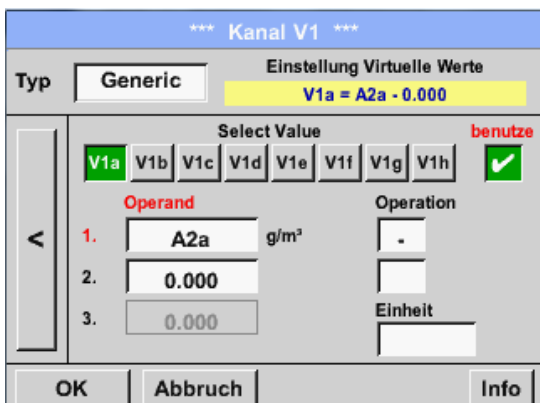 *** Kanal V1 ***
Typ Generic Einstellung Virtuelle Werte
V1a = A2a - 0.000
Select Value benutze
V1a V1b V1c V1d V1e V1f V1g V1h ✔
Operand Operation
< 1. A2a g/m³ -
2. 0.000
3. 0.000 Einheit
OK Abbruch Info